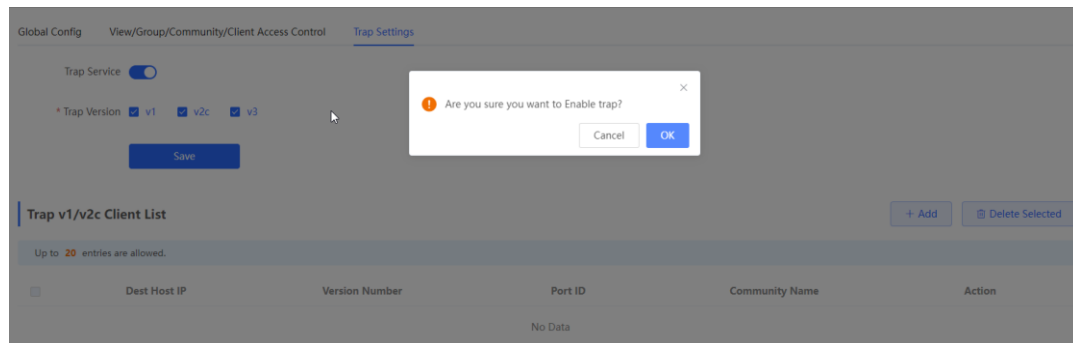 Global Config View/Group/Community/Client Access Control Trap Settings
Trap Service
* Trap Version v1 v2c v3
Save
Are you sure you want to Enable trap?
Cancel OK
Trap v1/v2c Client List
+ Add Delete Selected
Up to 20 entries are allowed.
Dest Host IP Version Number Port ID Community Name Action
No Data